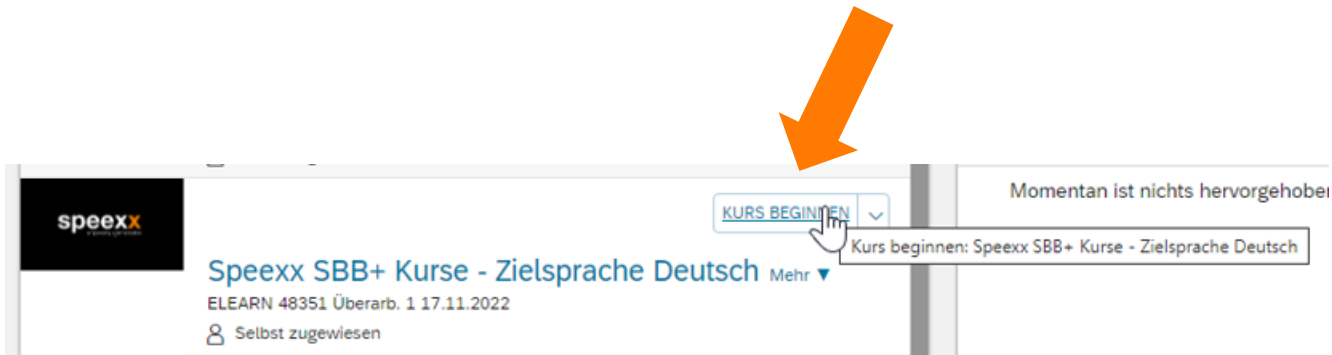 speexx
KURS BEGINNEN
Momentan ist nichts hervorgehoben
Kurs beginnen: Speexx SBB+ Kurse - Zielsprache Deutsch
Speexx SBB+ Kurse - Zielsprache Deutsch Mehr ▼
ELEARN 48351 Überarb. 1 17.11.2022
Selbst zugewiesen